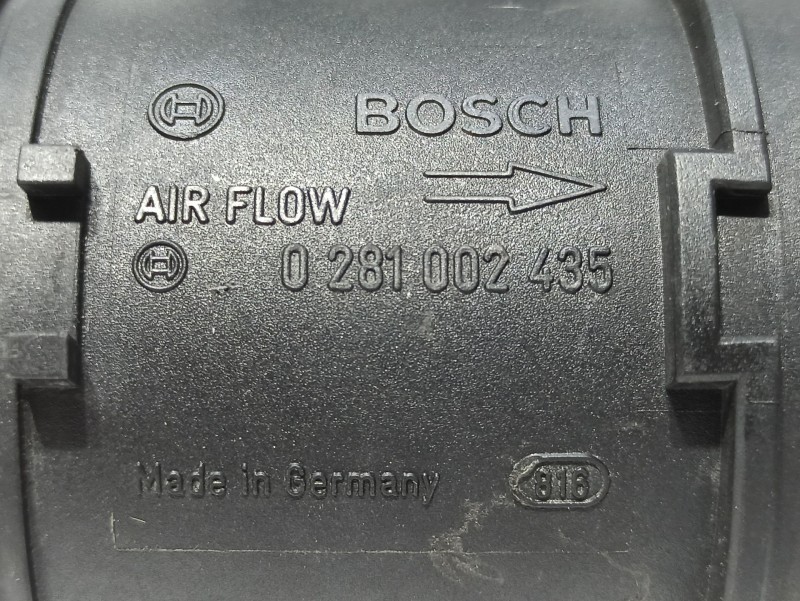 BOSCH
AIR FLOW
0 281 002 435
Made in Germany
816